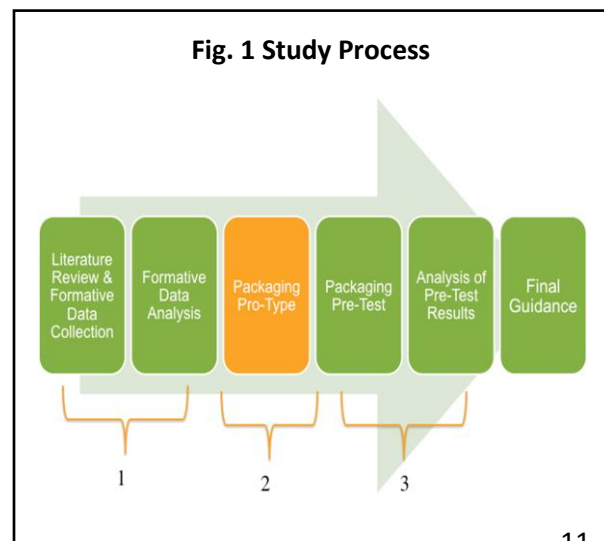 Fig. 1 Study Process
Literature
Review &
Formative
Data
Collection
Formative
Data
Analysis
Packaging
Pro-Type
Packaging
Pre-Test
Analysis of
Pre-Test
Results
Final
Guidance
1
2
3
11